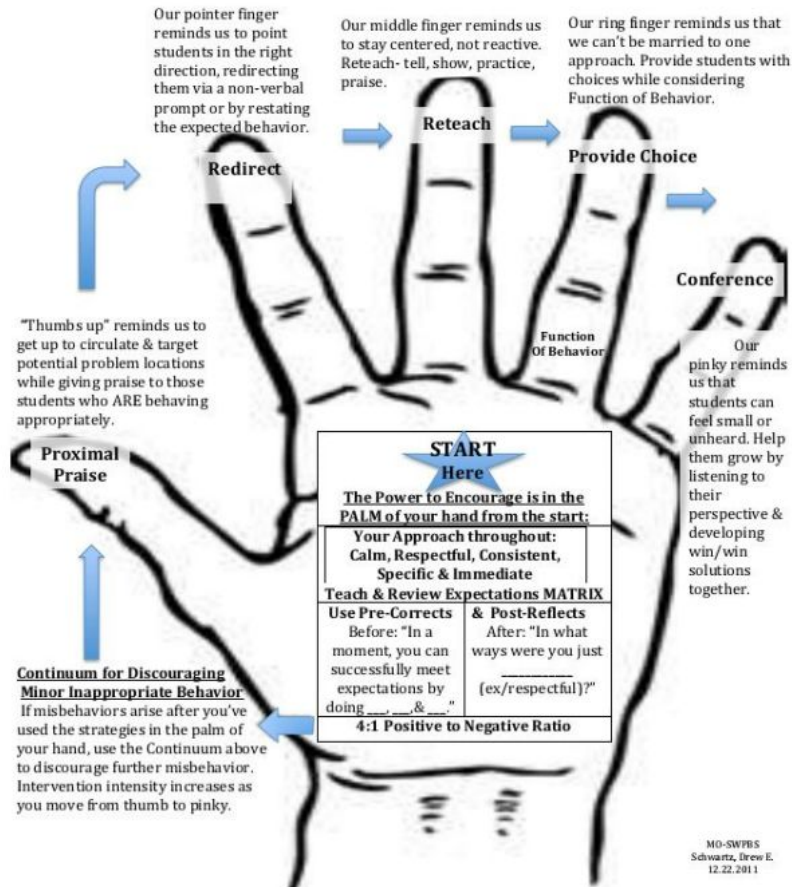 Our pointer finger
reminds us to point
students in the right
direction, redirecting
them via a non-verbal
prompt or by restating
the expected behavior.
Redirect
Our middle finger reminds us
to stay centered, not reactive.
Reteach- tell, show, practice,
praise.
Reteach
Our ring finger reminds us that
we can't be married to one
approach. Provide students with
choices while considering
Function of Behavior.
Provide Choice
Function
Of Behavior
Conference
Our
pinky reminds
us that
students can
feel small or
unheard. Help
them grow by
listening to
their
perspective &
developing
win/win
solutions
together.
"Thumbs up" reminds us to
get up to circulate & target
potential problem locations
while giving praise to those
students who ARE behaving
appropriately.
Proximal
Praise
START
Here
The Power to Encourage is in the
PALM of your hand from the start:
Your Approach throughout:
Calm, Respectful, Consistent,
Specific & Immediate
Teach & Review Expectations MATRIX
Use Pre-Corrects
Before: "In a
moment, you can
successfully meet
expectations by
doing ___, ___,& ___."
& Post-Reflects
After: "In what
ways were you just
____________
(ex/respectful)?"
4:1 Positive to Negative Ratio
Continuum for Discouraging
Minor Inappropriate Behavior
If misbehaviors arise after you've
used the strategies in the palm of
your hand, use the Continuum above
to discourage further misbehavior.
Intervention intensity increases as
you move from thumb to pinky.
MO-SWPBS
Schwartz, Drew E.
12.22.2011